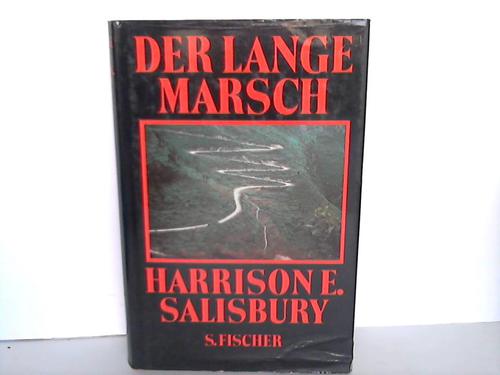 DER LANGE
MARSCH
HARRISON E.
SALISBURY
S. FISCHER